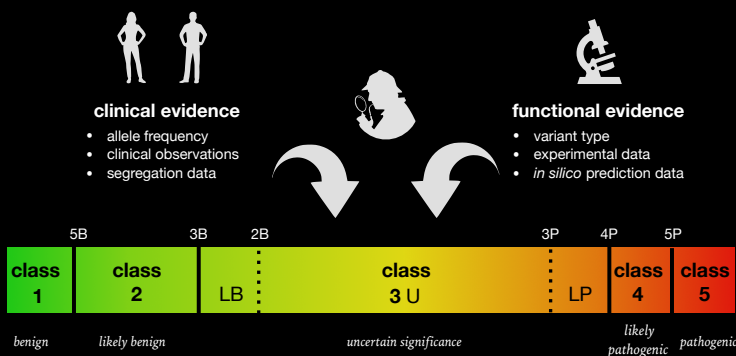 clinical evidence
• allele frequency
• clinical observations
• segregation data
functional evidence
• variant type
• experimental data
• in silico prediction data
5B 3B 2B 3P 4P 5P
class 1
class 2
LB
class 3 U
LP
class 4
class 5
benign
likely benign
uncertain significance
likely pathogenic
pathogenic